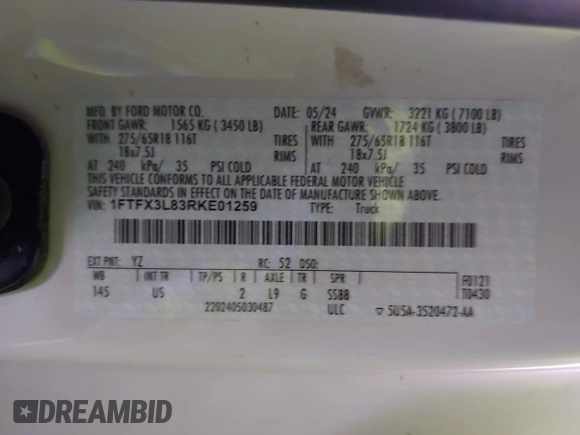 MFD. BY FORD MOTOR CO. DATE: 05/24 GVWR: 3221 KG ( 7100 LB)
FRONT GAWR: 1565 KG ( 3450 LB) REAR GAWR: 1724 KG ( 3800 LB)
WITH 275/65R18 116T TIRES WITH 275/65R18 116T TIRES
18x7.5J RIMS 18x7.5J RIMS
AT 240 kPa/ 35 PSI COLD AT 240 kPa/ 35 PSI COLD
THIS VEHICLE CONFORMS TO ALL APPLICABLE FEDERAL MOTOR VEHICLE
SAFETY STANDARDS IN EFFECT ON THE DATE OF MANUFACTURE SHOWN ABOVE.
VIN: 1FTFX3L83RKE01259 TYPE: Truck
EXT PNT: YZ RC: 52 DSO:
WB INT TR TP/PS R AXLE TR SPR F0121
145 US 2 L9 G SSBB T0430
2202405030487 ULC ▽ 5U5A-3520472-AA
DREAMBID